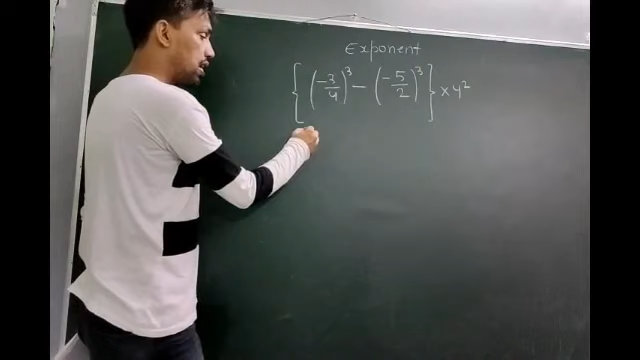 Exponent
{(-3/4)³ - (-5/2)³} × 4²